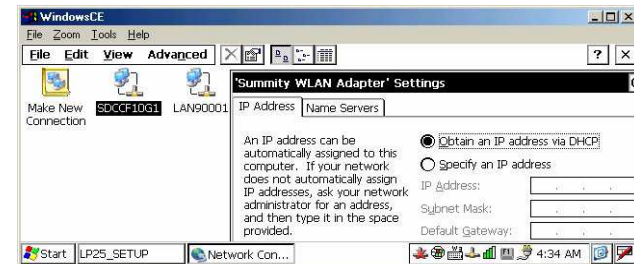 WindowsCE
File Zoom Tools Help
File Edit View Advanced
?
Make New Connection
SDCCF10G1
LAN90001
'Summity WLAN Adapter' Settings
IP Address
Name Servers
An IP address can be
automatically assigned to this
computer. If your network
does not automatically assign
IP addresses, ask your network
administrator for an address,
and then type it in the space
provided.
Obtain an IP address via DHCP
Specify an IP address
IP Address:
Subnet Mask:
Default Gateway:
Start
LP25_SETUP
Network Con...
4:34 AM